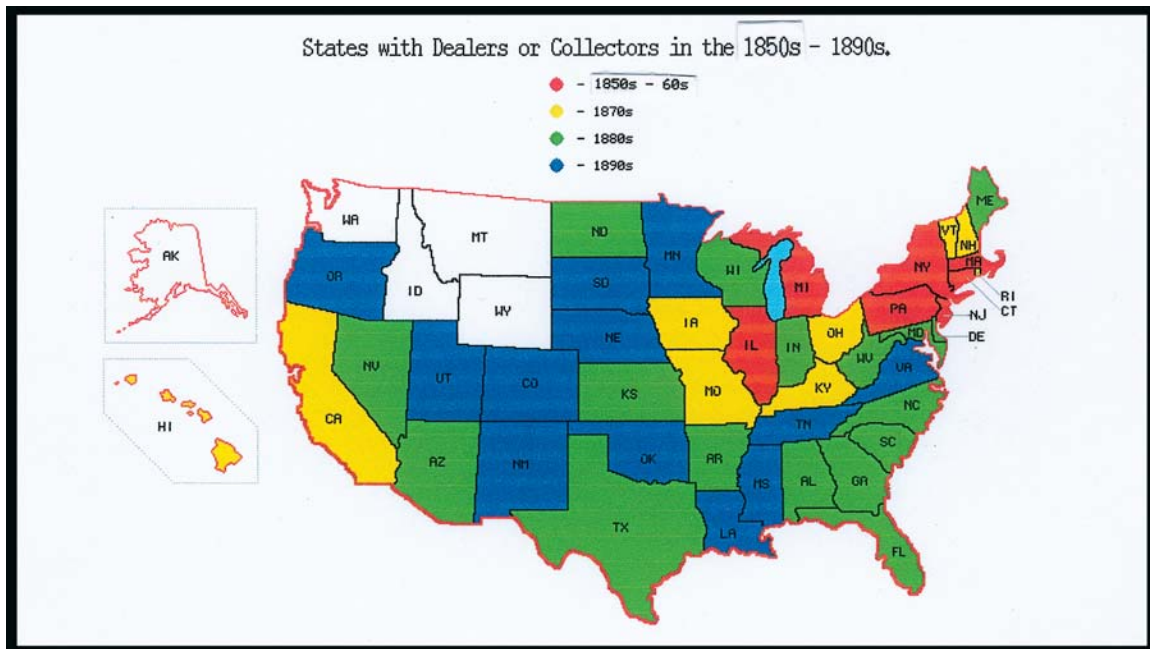 States with Dealers or Collectors in the 1850s - 1890s.
- 1850s - 60s
- 1870s
- 1880s
- 1890s
WA
MT
ND
MN
ME
VT
NH
AK
OR
ID
WY
SD
WI
MI
NY
MA
RI
CT
NJ
PA
DE
MD
IA
NE
IL
IN
OH
WV
VA
NV
UT
CO
KS
MO
KY
HI
CA
AZ
NM
OK
AR
TN
NC
SC
MS
AL
GA
TX
LA
FL